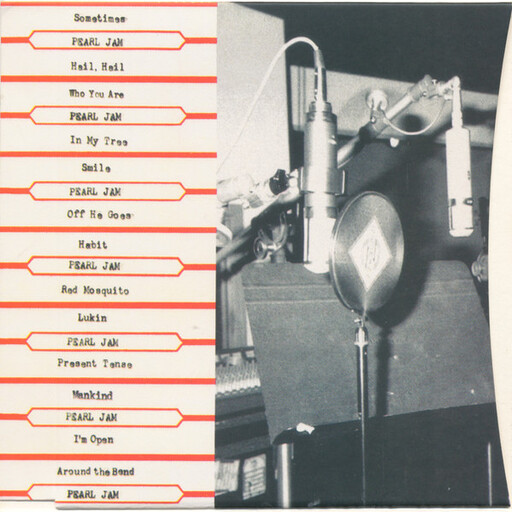 Sometimes
PEARL JAM
Hail, Hail
Who You Are
PEARL JAM
In My Tree
Smile
PEARL JAM
Off He Goes
Habit
PEARL JAM
Red Mosquito
Lukin
PEARL JAM
Present Tense
Mankind
PEARL JAM
I'm Open
Around the Bend
PEARL JAM